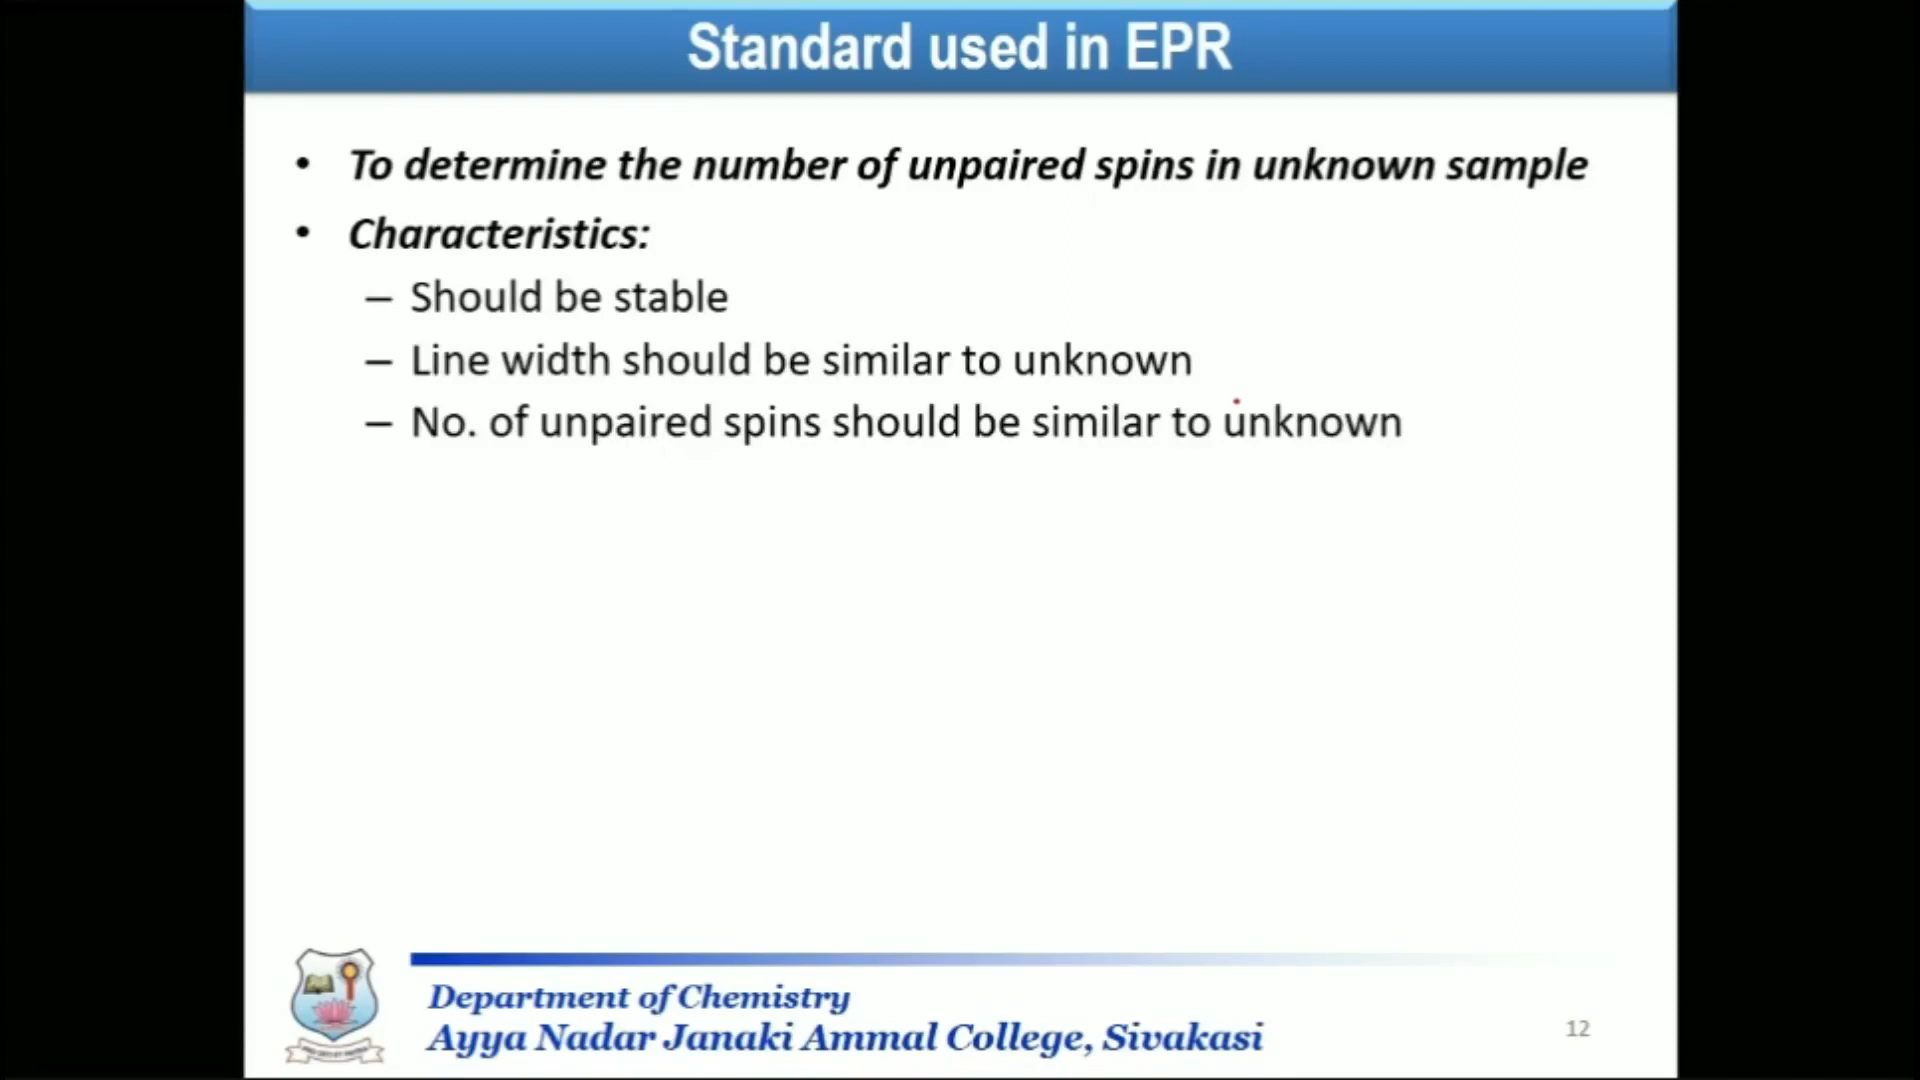 Standard used in EPR
• To determine the number of unpaired spins in unknown sample
• Characteristics:
– Should be stable
– Line width should be similar to unknown
– No. of unpaired spins should be similar to unknown
Department of Chemistry
Ayya Nadar Janaki Ammal College, Sivakasi
12